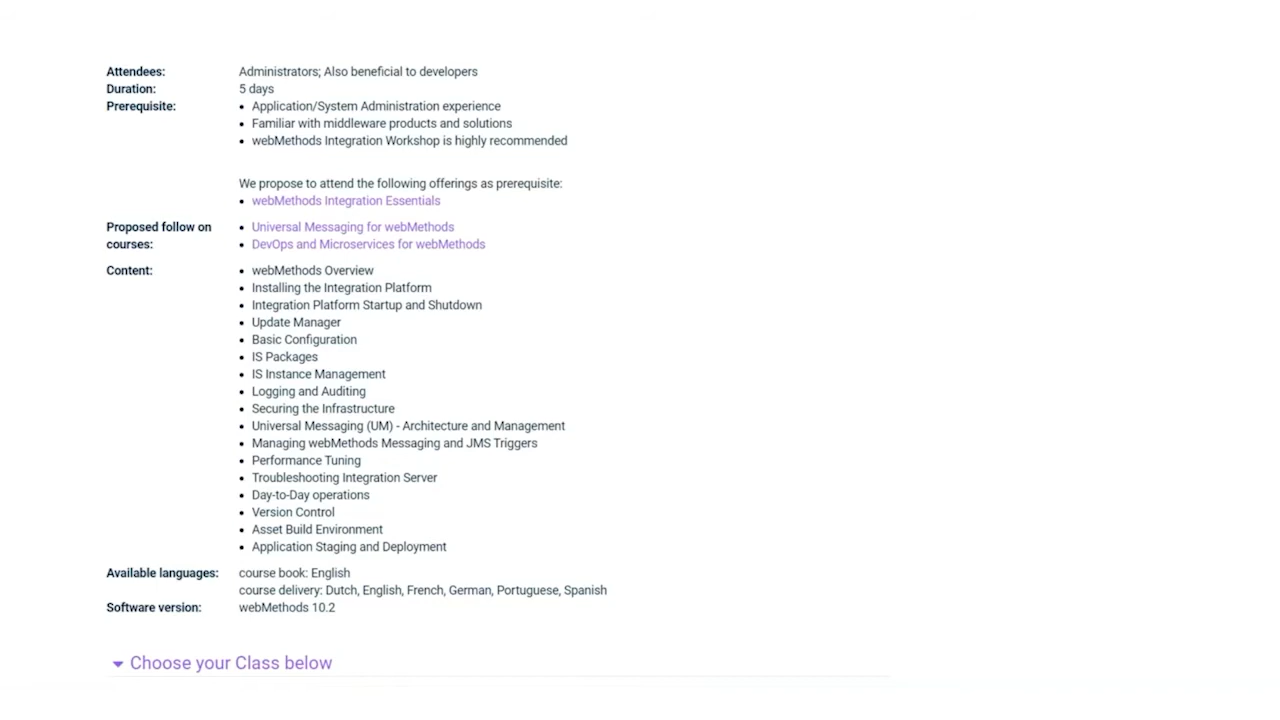 Attendees: Administrators; Also beneficial to developers
Duration: 5 days
Prerequisite: • Application/System Administration experience
• Familiar with middleware products and solutions
• webMethods Integration Workshop is highly recommended
We propose to attend the following offerings as prerequisite:
• webMethods Integration Essentials
Proposed follow on • Universal Messaging for webMethods
courses: • DevOps and Microservices for webMethods
Content: • webMethods Overview
• Installing the Integration Platform
• Integration Platform Startup and Shutdown
• Update Manager
• Basic Configuration
• IS Packages
• IS Instance Management
• Logging and Auditing
• Securing the Infrastructure
• Universal Messaging (UM) - Architecture and Management
• Managing webMethods Messaging and JMS Triggers
• Performance Tuning
• Troubleshooting Integration Server
• Day-to-Day operations
• Version Control
• Asset Build Environment
• Application Staging and Deployment
Available languages: course book: English
course delivery: Dutch, English, French, German, Portuguese, Spanish
Software version: webMethods 10.2
Choose your Class below